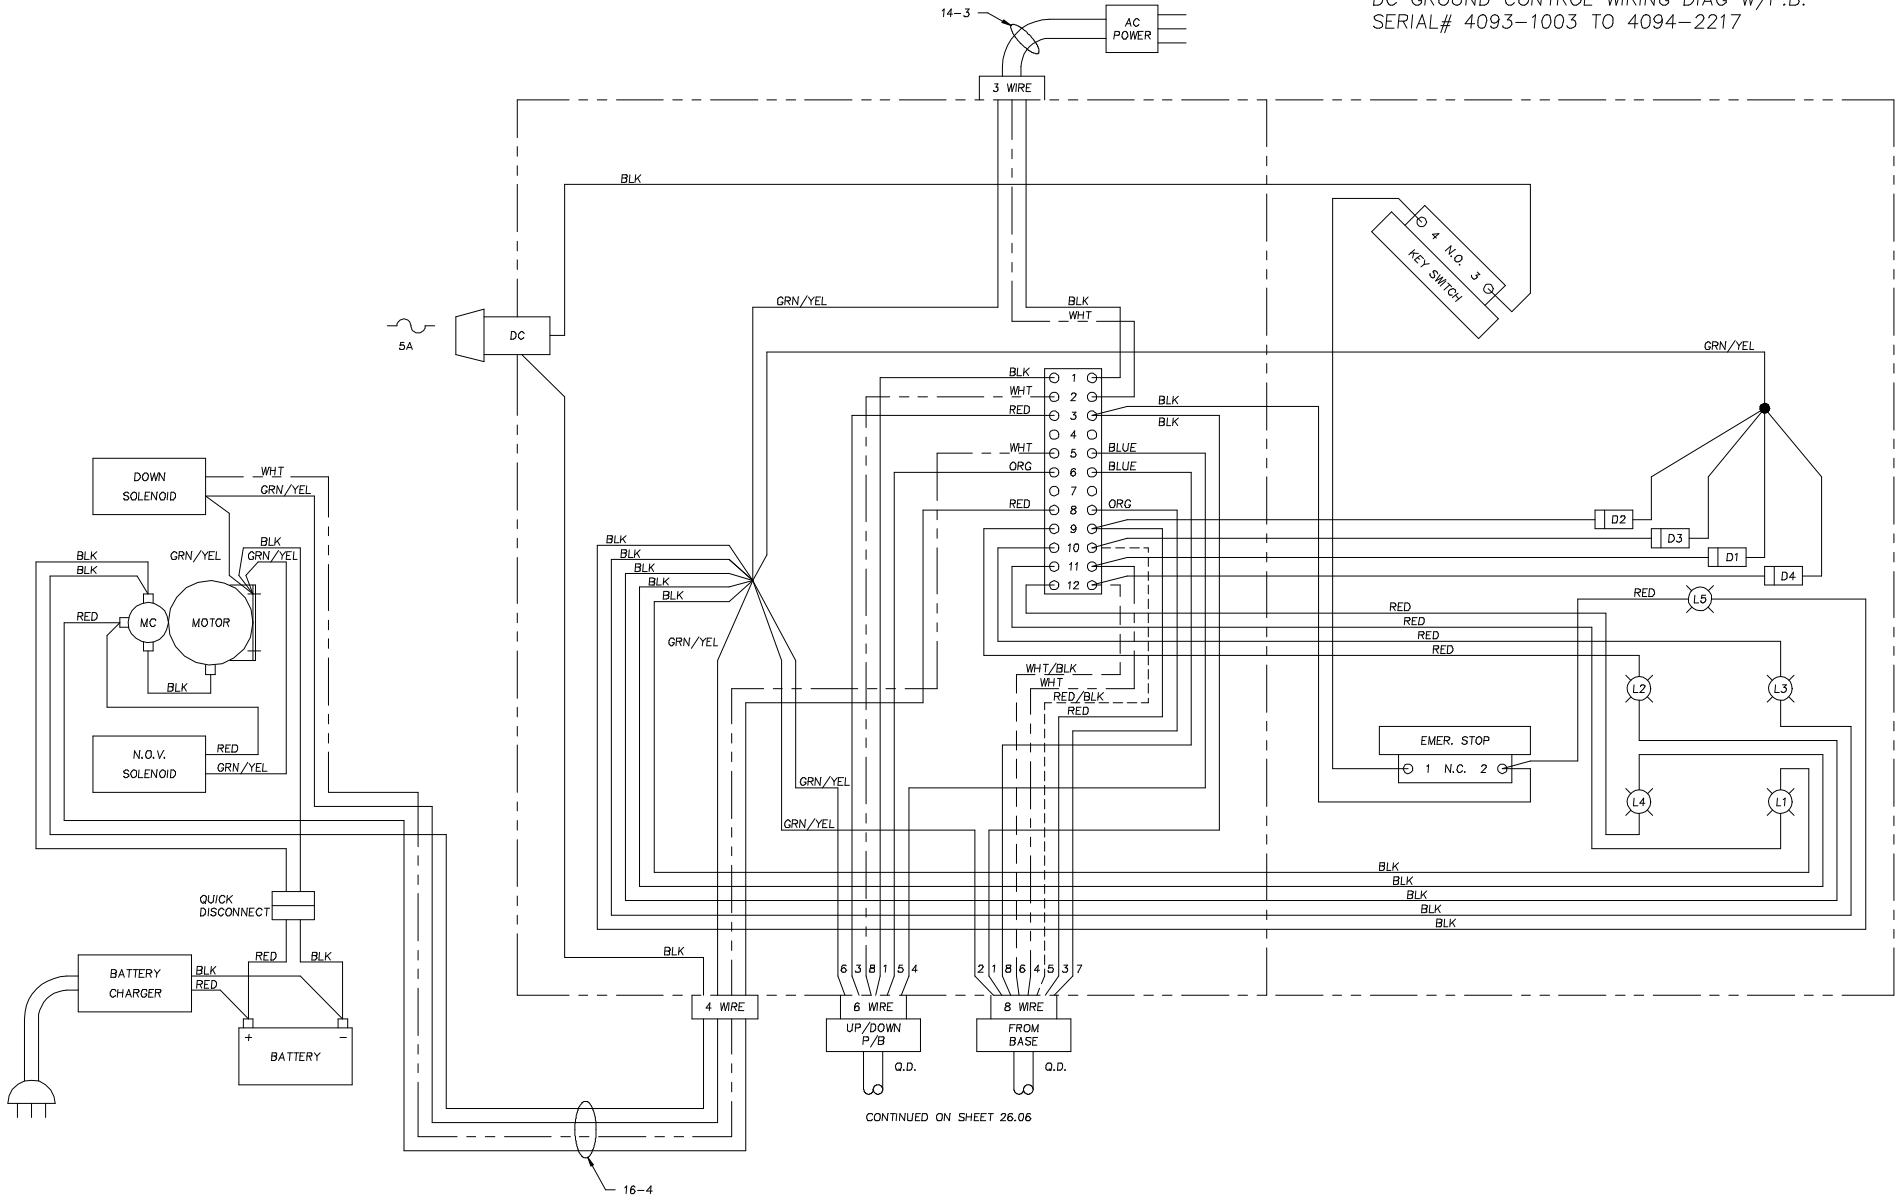 DC GROUND CONTROL WIRING DIAG W/P.B.
SERIAL# 4093-1003 TO 4094-2217
14-3
AC
POWER
3 WIRE
BLK
4 N.O. 3
KEY SWITCH
GRN/YEL
BLK
WHT
5A
DC
GRN/YEL
BLK
1
WHT
2
RED
3
BLK
BLK
4
WHT
5
BLUE
ORG
6
BLUE
7
RED
8
ORG
9
10
11
12
D2
D3
D1
D4
DOWN
SOLENOID
WHT
GRN/YEL
BLK
GRN/YEL
GRN/YEL
BLK
BLK
RED
MC
MOTOR
BLK
BLK
BLK
BLK
BLK
BLK
GRN/YEL
RED
L5
RED
RED
RED
RED
WHT/BLK
WHT
RED/BLK
RED
L2
L3
N.O.V.
SOLENOID
RED
GRN/YEL
EMER. STOP
1 N.C. 2
GRN/YEL
L4
L1
GRN/YEL
BLK
BLK
BLK
BLK
BLK
QUICK
DISCONNECT
RED
BLK
BLK
BATTERY
CHARGER
BLK
RED
6 3 8 1 5 4
2 1 8 6 4 5 3 7
4 WIRE
6 WIRE
8 WIRE
UP/DOWN
P/B
FROM
BASE
+
-
BATTERY
Q.D.
Q.D.
CONTINUED ON SHEET 26.06
16-4